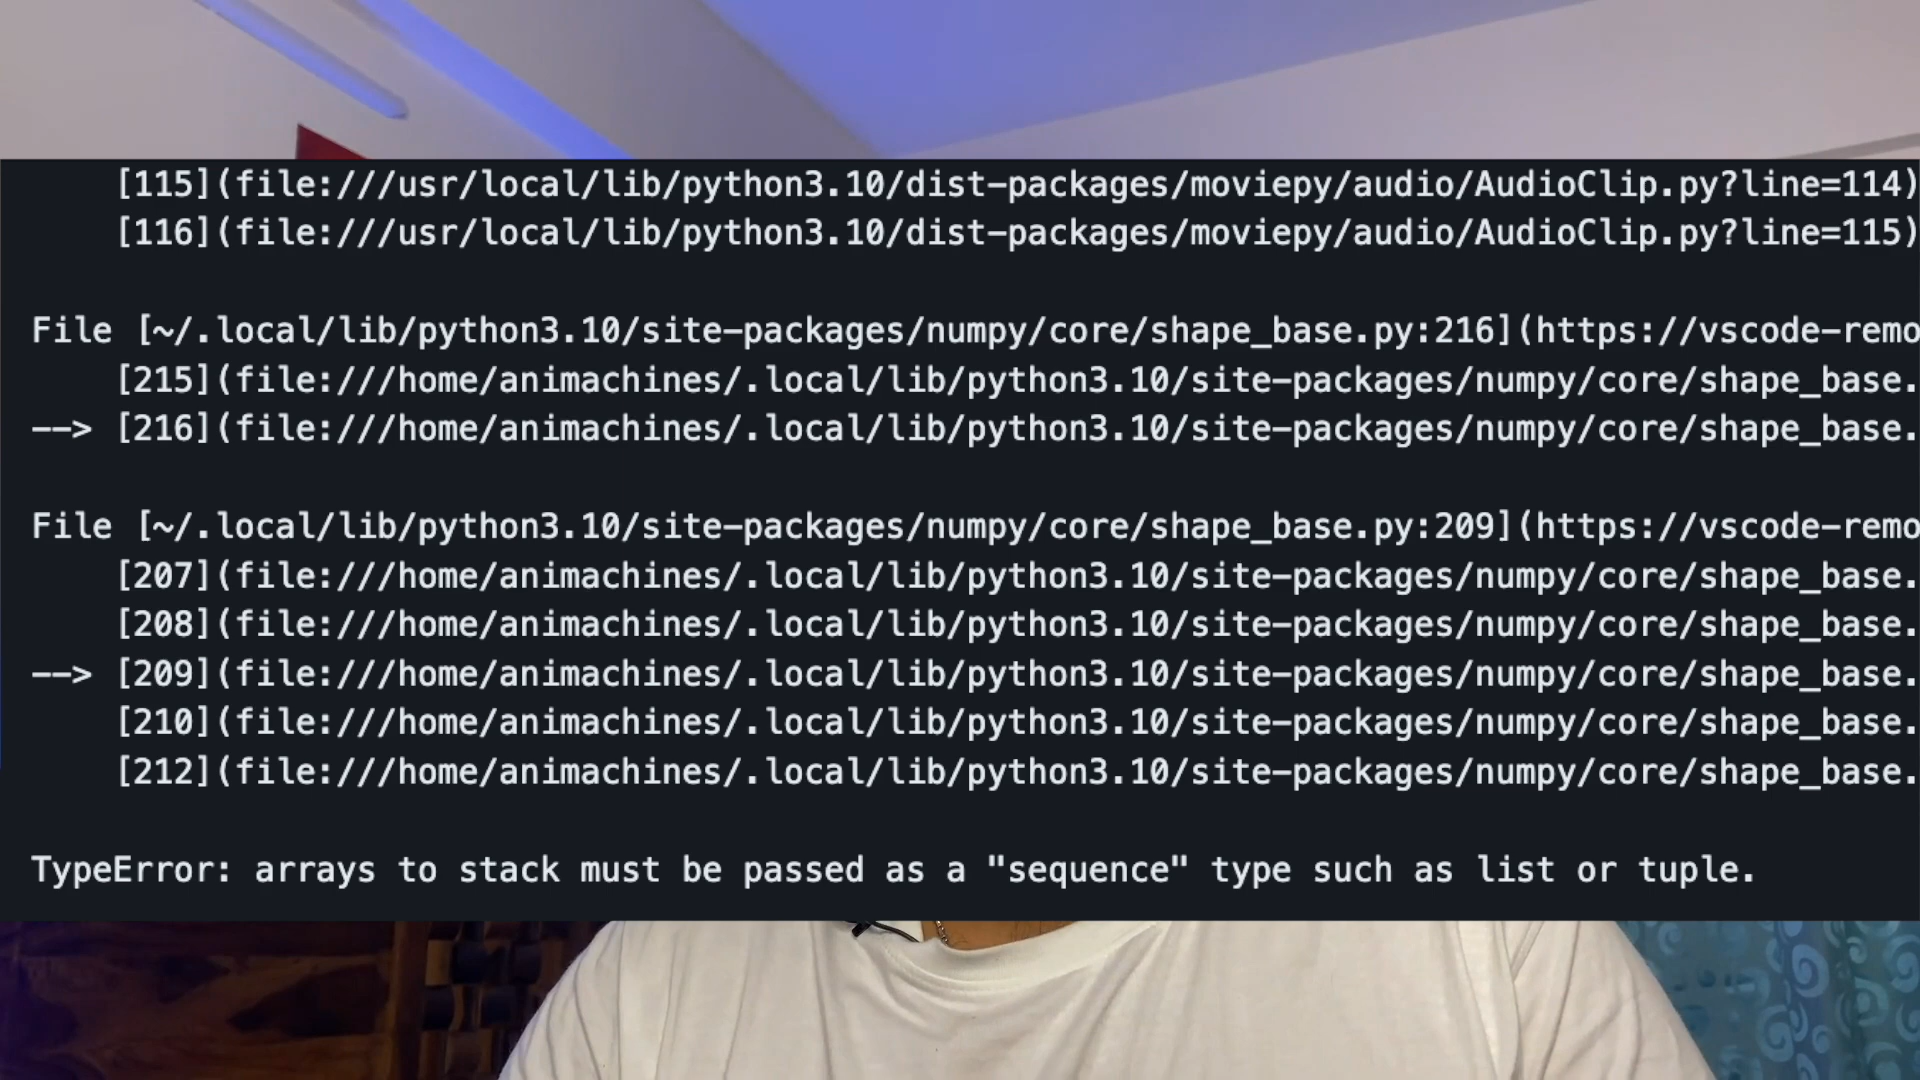 [115](file:///usr/local/lib/python3.10/dist-packages/moviepy/audio/AudioClip.py?line=114)
[116](file:///usr/local/lib/python3.10/dist-packages/moviepy/audio/AudioClip.py?line=115)
File [~/.local/lib/python3.10/site-packages/numpy/core/shape_base.py:216](https://vscode-remo
[215](file:///home/animachines/.local/lib/python3.10/site-packages/numpy/core/shape_base.
--> [216](file:///home/animachines/.local/lib/python3.10/site-packages/numpy/core/shape_base.
File [~/.local/lib/python3.10/site-packages/numpy/core/shape_base.py:209](https://vscode-remo
[207](file:///home/animachines/.local/lib/python3.10/site-packages/numpy/core/shape_base.
[208](file:///home/animachines/.local/lib/python3.10/site-packages/numpy/core/shape_base.
--> [209](file:///home/animachines/.local/lib/python3.10/site-packages/numpy/core/shape_base.
[210](file:///home/animachines/.local/lib/python3.10/site-packages/numpy/core/shape_base.
[212](file:///home/animachines/.local/lib/python3.10/site-packages/numpy/core/shape_base.
TypeError: arrays to stack must be passed as a "sequence" type such as list or tuple.